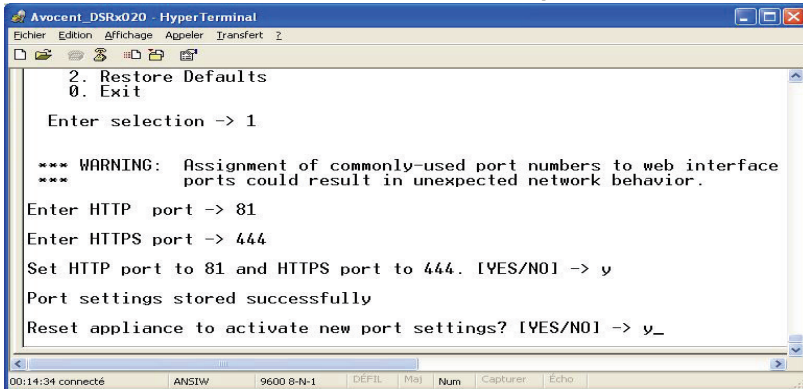 Avocent_DSRx020 - HyperTerminal
Fichier Edition Affichage Appeler Transfert ?
2. Restore Defaults
0. Exit
Enter selection -> 1
*** WARNING: Assignment of commonly-used port numbers to web interface
*** ports could result in unexpected network behavior.
Enter HTTP port -> 81
Enter HTTPS port -> 444
Set HTTP port to 81 and HTTPS port to 444. [YES/NO] -> y
Port settings stored successfully
Reset appliance to activate new port settings? [YES/NO] -> y_
00:14:34 connecté ANSIW 9600 8-N-1 DÉFIL Maj Num Capturer Écho